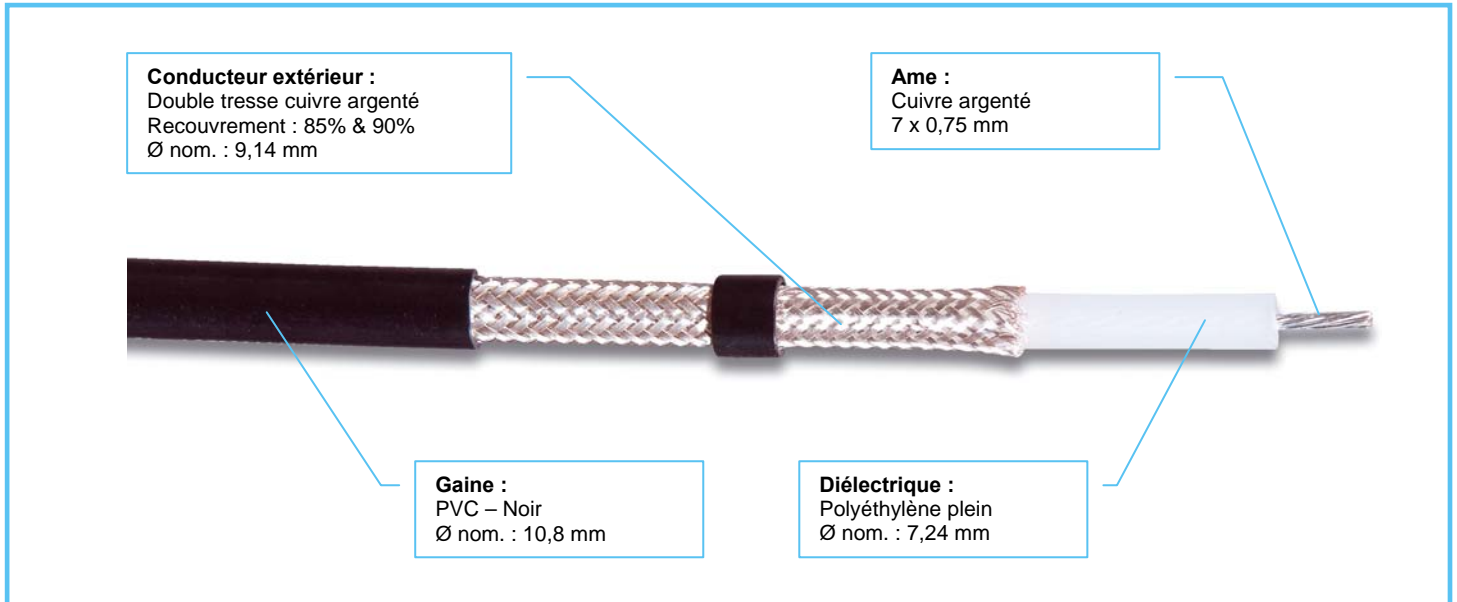 Conducteur extérieur :
Double tresse cuivre argenté
Recouvrement : 85% & 90%
Ø nom. : 9,14 mm
Ame :
Cuivre argenté
7 x 0,75 mm
Gaine :
PVC – Noir
Ø nom. : 10,8 mm
Diélectrique :
Polyéthylène plein
Ø nom. : 7,24 mm